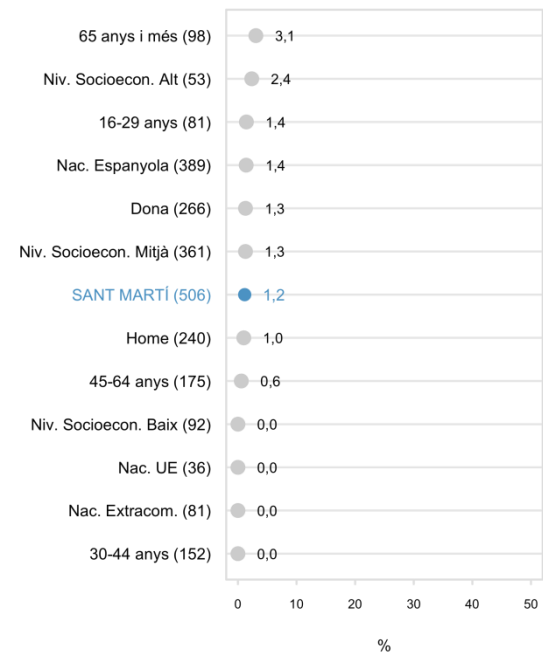 65 anys i més (98) 3,1
Niv. Socioecon. Alt (53) 2,4
16-29 anys (81) 1,4
Nac. Espanyola (389) 1,4
Dona (266) 1,3
Niv. Socioecon. Mitjà (361) 1,3
SANT MARTÍ (506) 1,2
Home (240) 1,0
45-64 anys (175) 0,6
Niv. Socioecon. Baix (92) 0,0
Nac. UE (36) 0,0
Nac. Extracom. (81) 0,0
30-44 anys (152) 0,0
0 10 20 30 40 50
%